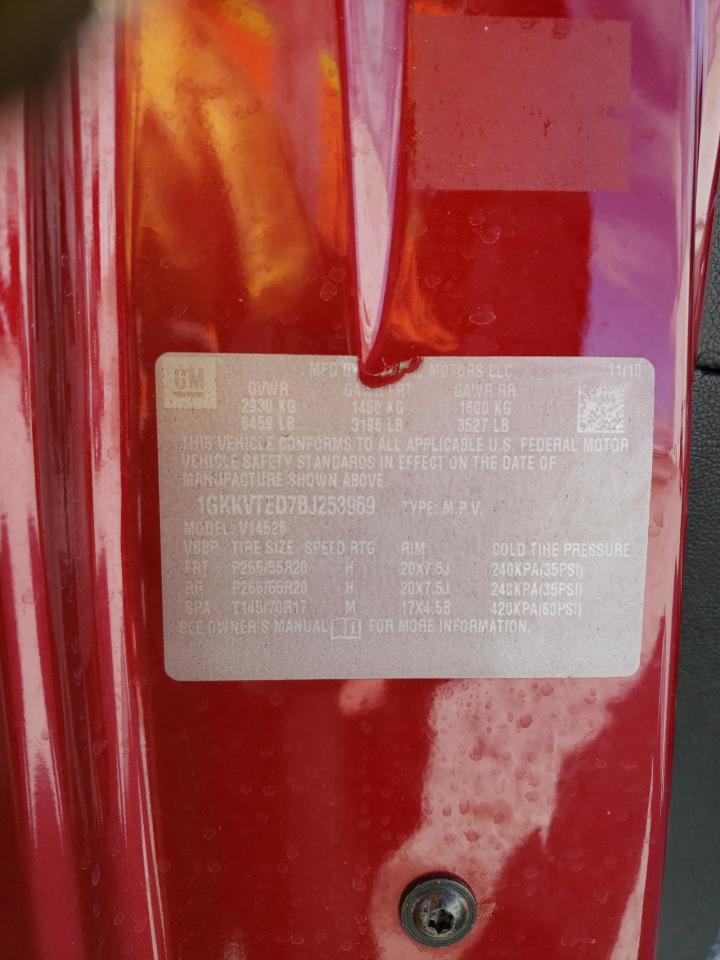 GM
MFD MOTORS LLC 11/10
GVWR GAWR FRT GAWR RR
2930 KG 1450 KG 1600 KG
6459 LB 3196 LB 3527 LB
THIS VEHICLE CONFORMS TO ALL APPLICABLE U.S. FEDERAL MOTOR
VEHICLE SAFETY STANDARDS IN EFFECT ON THE DATE OF
MANUFACTURE SHOWN ABOVE.
1GKKVTED7BJ253969 TYPE: M.P.V.
MODEL: V14526
TIRE SIZE SPEED RTG RIM COLD TIRE PRESSURE
FRT P255/55R20 H 20X7.5J 240KPA(35PSI)
RR P255/55R20 H 20X7.5J 240KPA(35PSI)
SPA T145/70R17 M 17X4.5B 420KPA(60PSI)
SEE OWNER'S MANUAL FOR MORE INFORMATION.